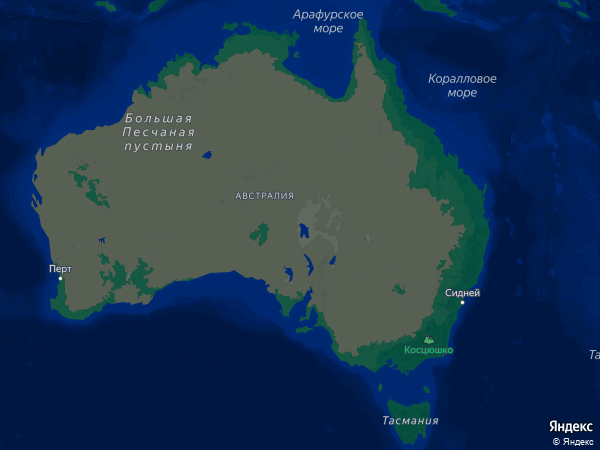 Арафурское
море
Коралловое
море
Большая
Песчаная
пустыня
АВСТРАЛИЯ
Перт
Сидней
Косцюшко
Та
Тасмания
Яндекс
© Яндекс